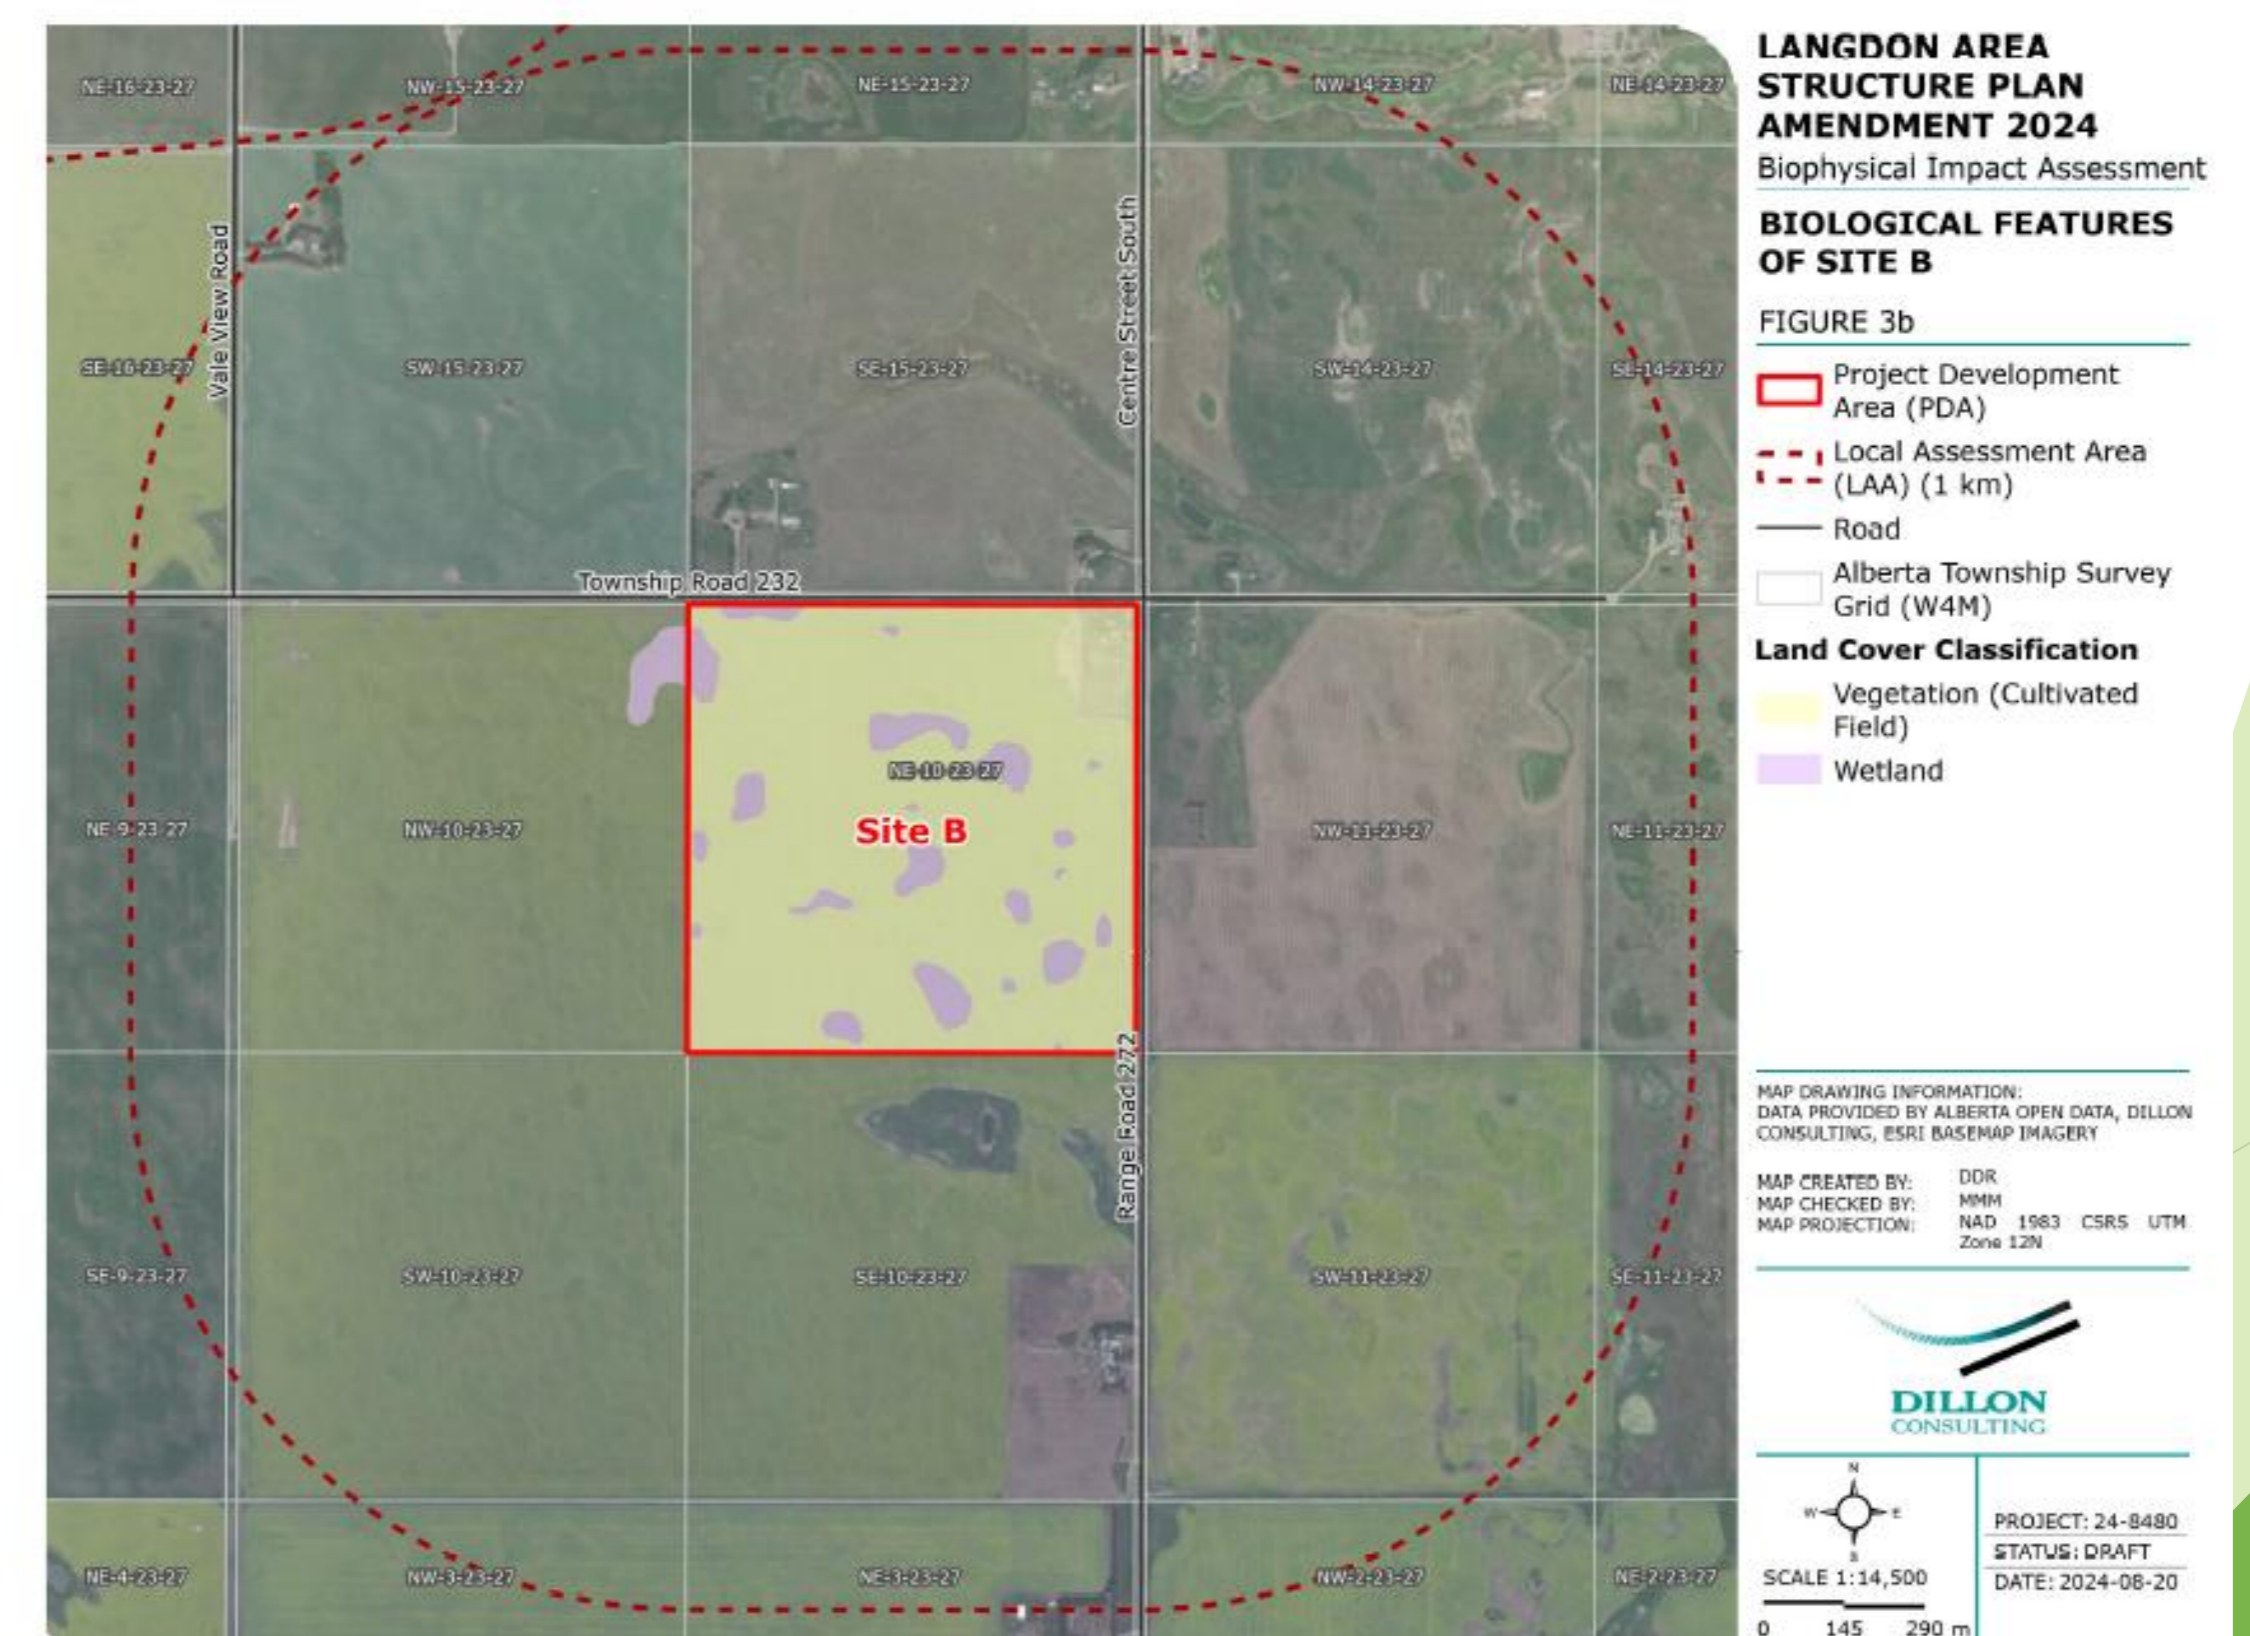 LANGDON AREA
STRUCTURE PLAN
AMENDMENT 2024
Biophysical Impact Assessment
BIOLOGICAL FEATURES
OF SITE B
FIGURE 3b
Project Development
Area (PDA)
Local Assessment Area
(LAA) (1 km)
Road
Alberta Township Survey
Grid (W4M)
Land Cover Classification
Vegetation (Cultivated
Field)
Wetland
MAP DRAWING INFORMATION:
DATA PROVIDED BY ALBERTA OPEN DATA, DILLON
CONSULTING, ESRI BASEMAP IMAGERY
MAP CREATED BY: DDR
MAP CHECKED BY: MMM
MAP PROJECTION: NAD 1983 CSRS UTM
Zone 12N
DILLON
CONSULTING
N
W E
S
SCALE 1:14,500
0 145 290 m
PROJECT: 24-8480
STATUS: DRAFT
DATE: 2024-08-20
NE-16-23-27
NW-15-23-27
NE-15-23-27
NW-14-23-27
NE-14-23-27
Vale View Road
Centre Street South
SE-16-23-27
SW-15-23-27
SE-15-23-27
SW-14-23-27
SE-14-23-27
Township Road 232
NE-10-23-27
Site B
NE-9-23-27
NW-10-23-27
NW-11-23-27
NE-11-23-27
Range Road 272
SE-9-23-27
SW-10-23-27
SE-10-23-27
SW-11-23-27
SE-11-23-27
NE-4-23-27
NW-3-23-27
NE-3-23-27
NW-2-23-27
NE-2-23-27